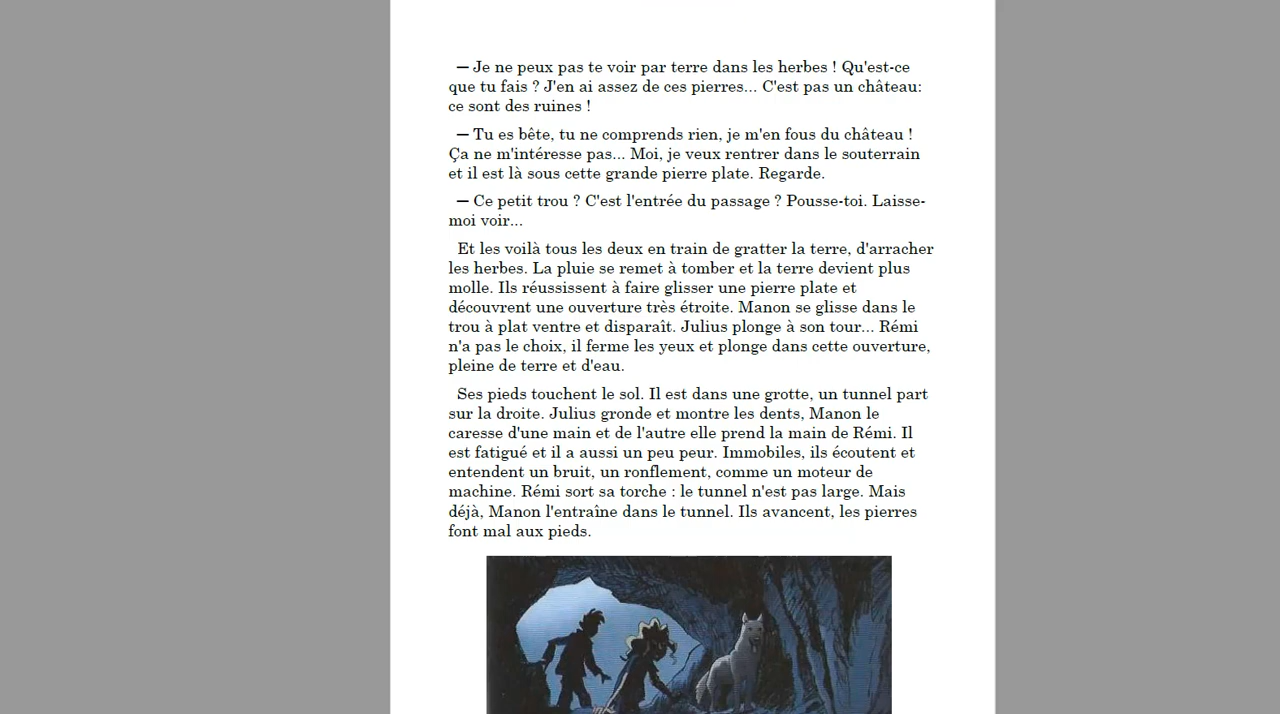 — Je ne peux pas te voir par terre dans les herbes ! Qu'est-ce
que tu fais ? J'en ai assez de ces pierres... C'est pas un château:
ce sont des ruines !
— Tu es bête, tu ne comprends rien, je m'en fous du château !
Ça ne m'intéresse pas... Moi, je veux rentrer dans le souterrain
et il est là sous cette grande pierre plate. Regarde.
— Ce petit trou ? C'est l'entrée du passage ? Pousse-toi. Laisse-
moi voir...
Et les voilà tous les deux en train de gratter la terre, d'arracher
les herbes. La pluie se remet à tomber et la terre devient plus
molle. Ils réussissent à faire glisser une pierre plate et
découvrent une ouverture très étroite. Manon se glisse dans le
trou à plat ventre et disparaît. Julius plonge à son tour... Rémi
n'a pas le choix, il ferme les yeux et plonge dans cette ouverture,
pleine de terre et d'eau.
Ses pieds touchent le sol. Il est dans une grotte, un tunnel part
sur la droite. Julius gronde et montre les dents, Manon le
caresse d'une main et de l'autre elle prend la main de Rémi. Il
est fatigué et il a aussi un peu peur. Immobiles, ils écoutent et
entendent un bruit, un ronflement, comme un moteur de
machine. Rémi sort sa torche : le tunnel n'est pas large. Mais
déjà, Manon l'entraîne dans le tunnel. Ils avancent, les pierres
font mal aux pieds.